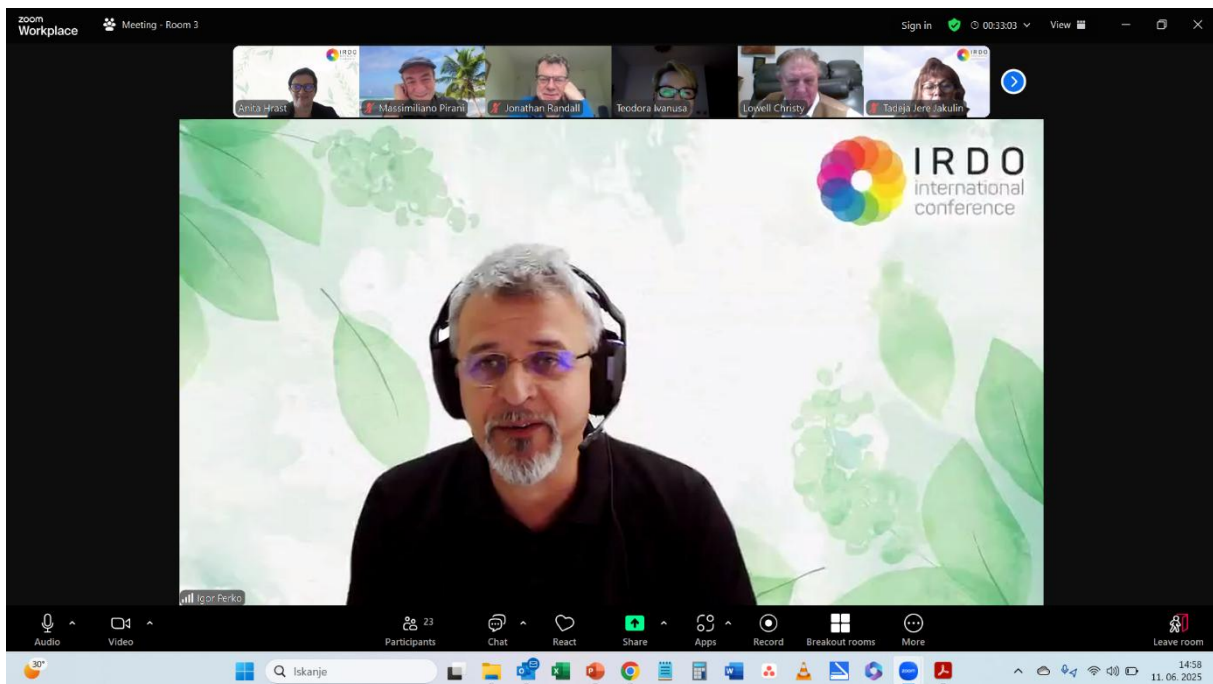 zoom
Workplace
Meeting - Room 3
Sign in
00:33:03
View
IRDO
IRDO
Anita Hrast
Massimiliano Pirani
Jonathan Randall
Teodora Ivanusa
Lowell Christy
Tadeja Jere Jakulin
IRDO
international
conference
Igor Perko
Audio
Video
Participants
23
Chat
React
Share
Apps
Record
Breakout rooms
More
Leave room
30°
Iskanje
14:58
11. 06. 2025